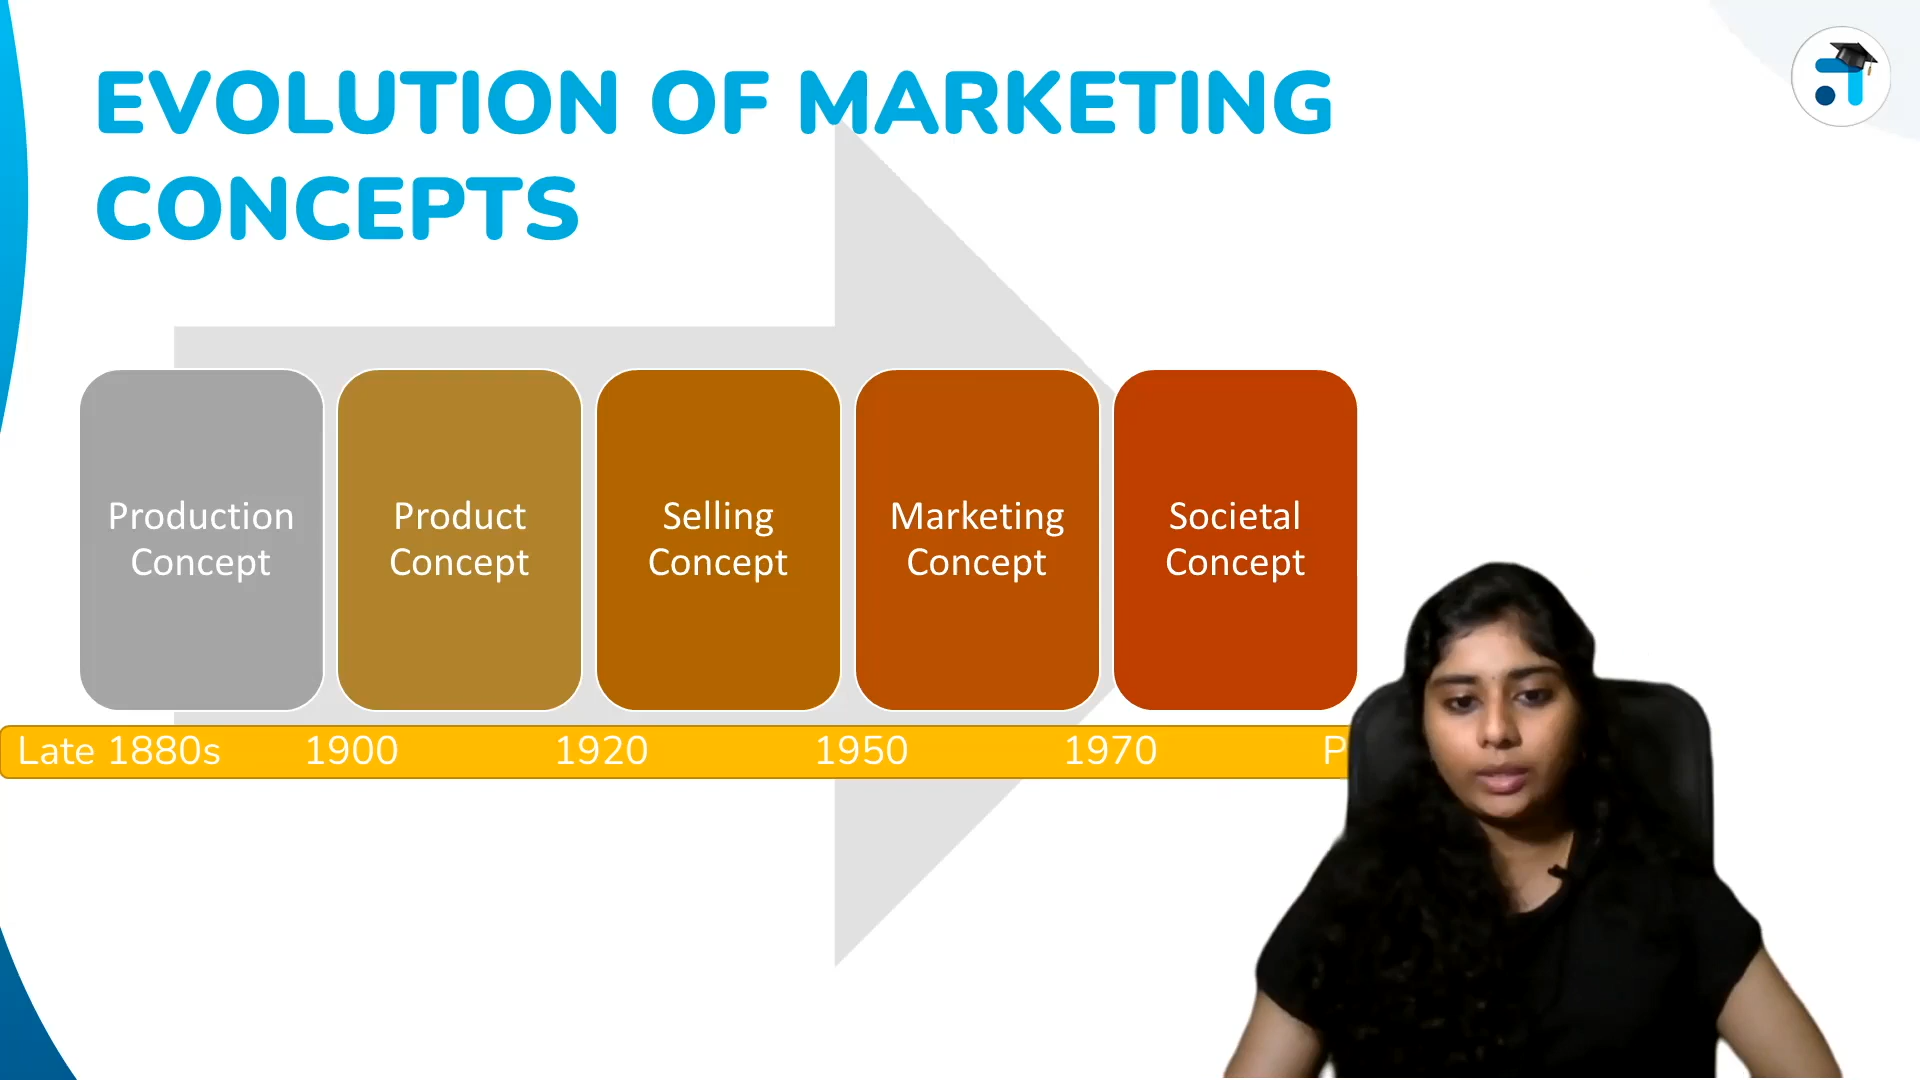 EVOLUTION OF MARKETING
CONCEPTS
Production
Concept
Product
Concept
Selling
Concept
Marketing
Concept
Societal
Concept
Late 1880s 1900 1920 1950 1970